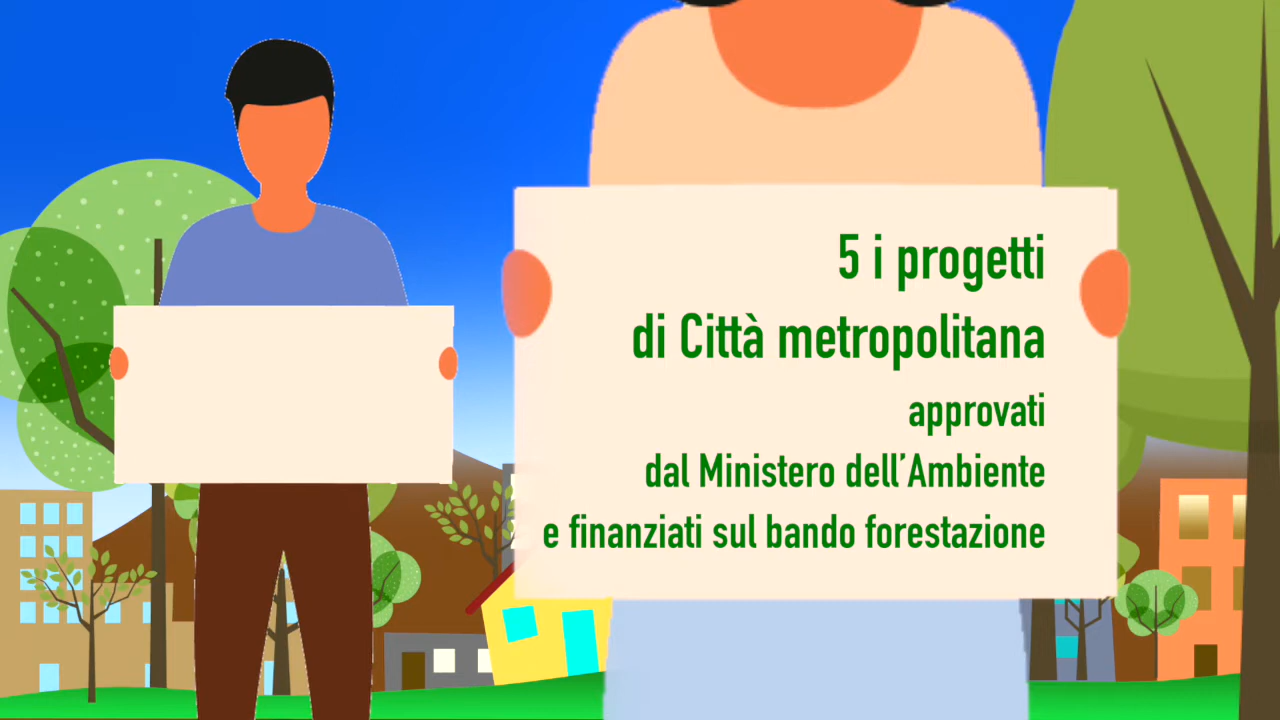 5 i progetti
di Città metropolitana
approvati
dal Ministero dell’Ambiente
e finanziati sul bando forestazione